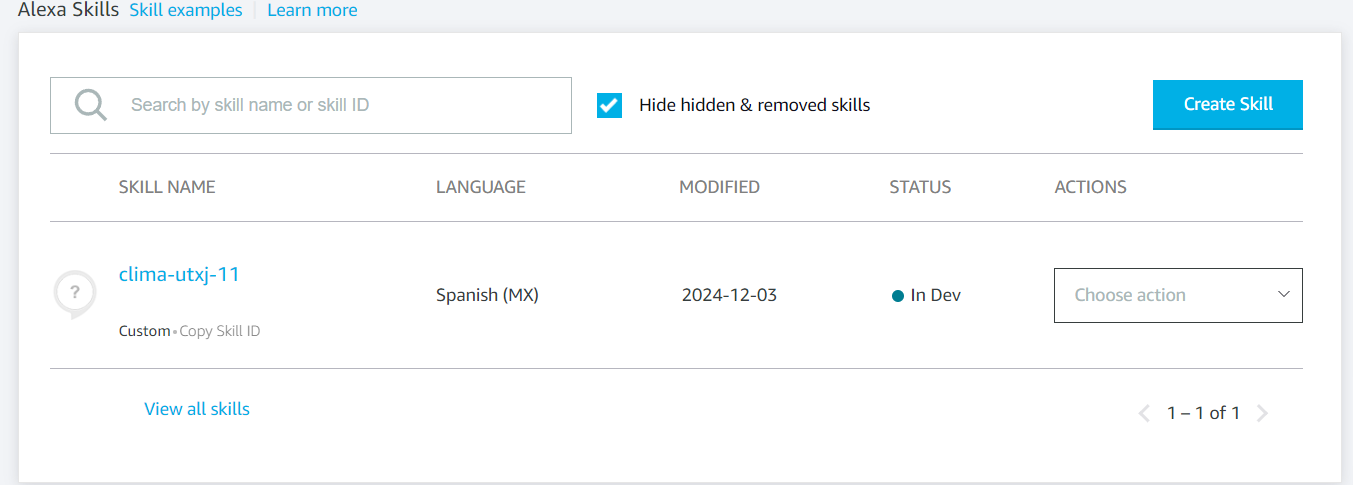 Alexa Skills Skill examples Learn more
Search by skill name or skill ID
Hide hidden & removed skills
Create Skill
SKILL NAME LANGUAGE MODIFIED STATUS ACTIONS
?
clima-utxj-11
Spanish (MX) 2024-12-03 In Dev Choose action
Custom • Copy Skill ID
View all skills
1 – 1 of 1